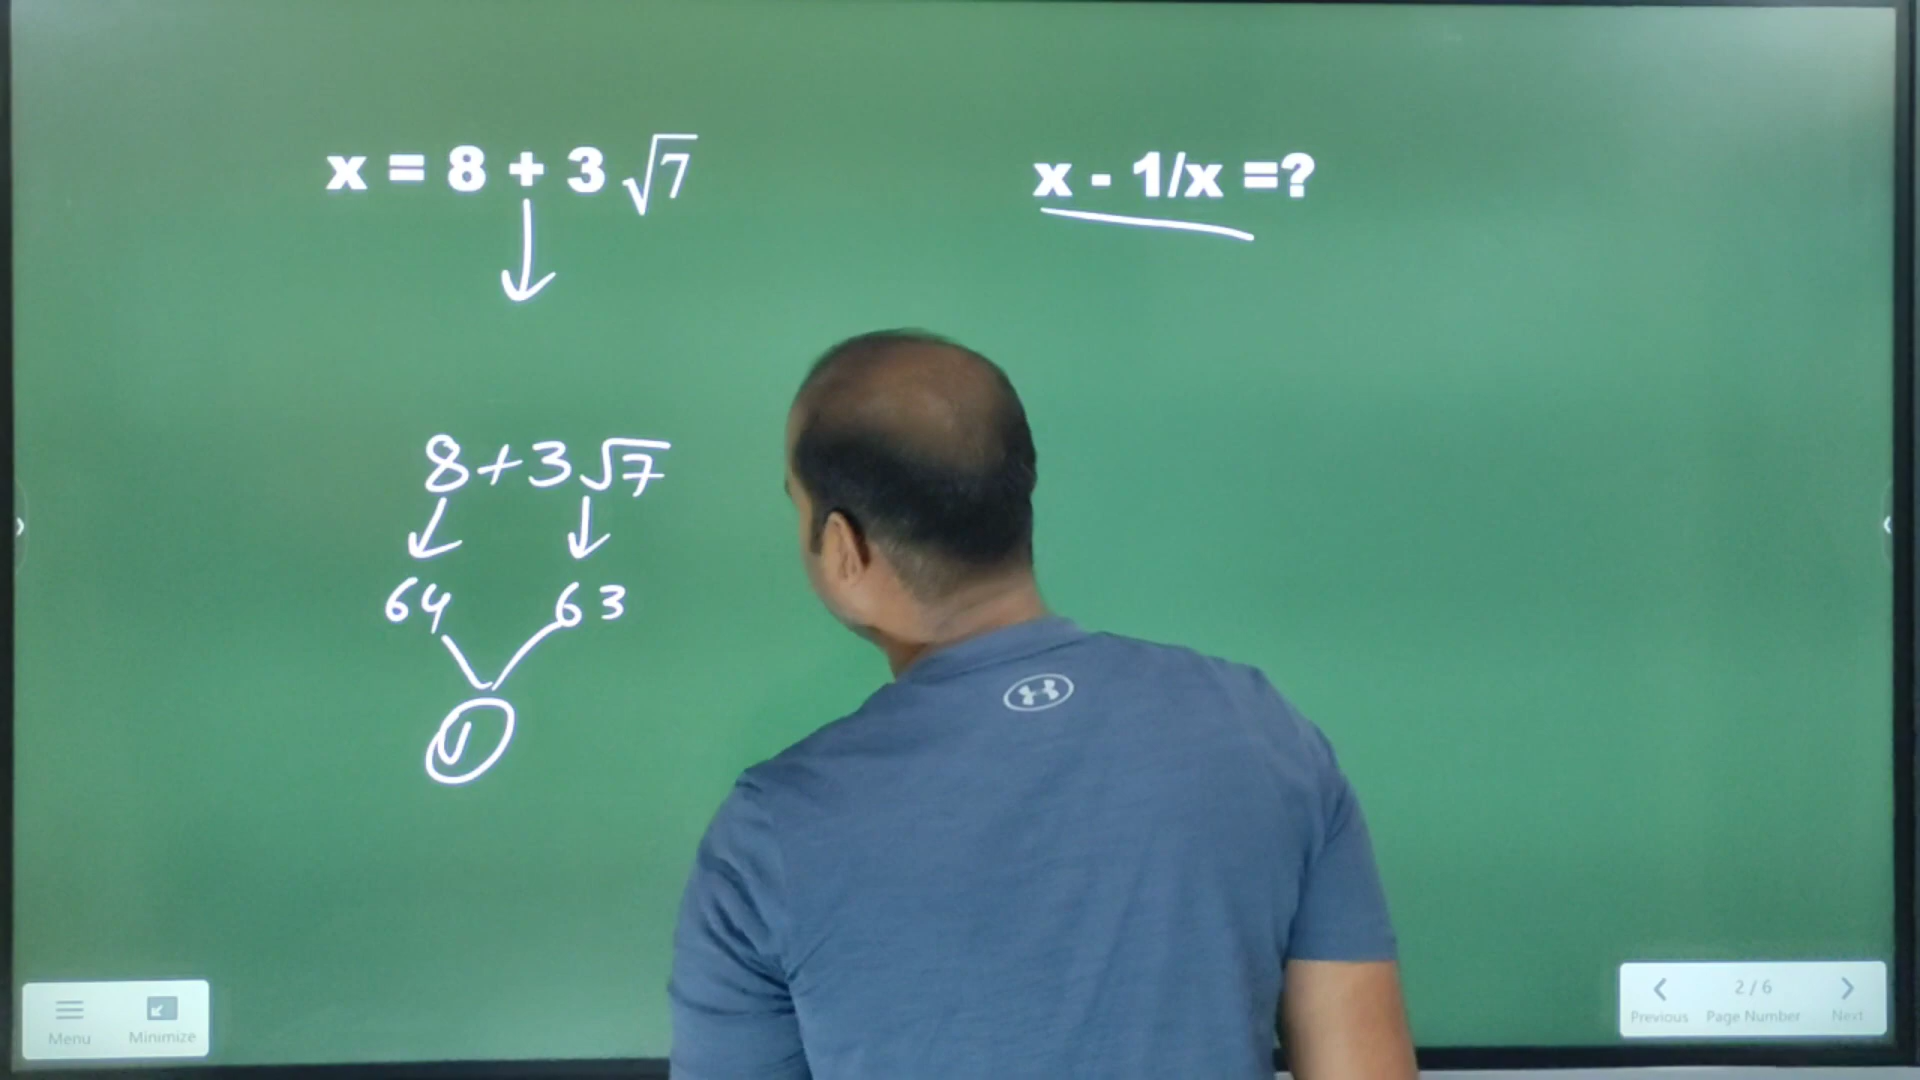 x = 8 + 3 √7
x - 1/x =?
8+3√7
64 63
1
Menu
Minimize
2 / 6
Previous
Page Number
Next